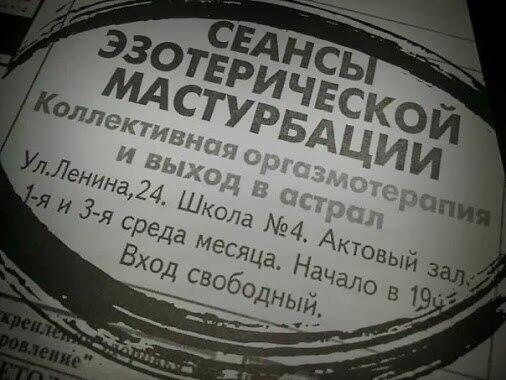 СЕАНСЫ
ЭЗОТЕРИЧЕСКОЙ
МАСТУРБАЦИИ
Коллективная оргазмотерапия
и выход в астрал
Ул.Ленина,24. Школа №4. Актовый зал.
1-я и 3-я среда месяца. Начало в 19ч.
Вход свободный.